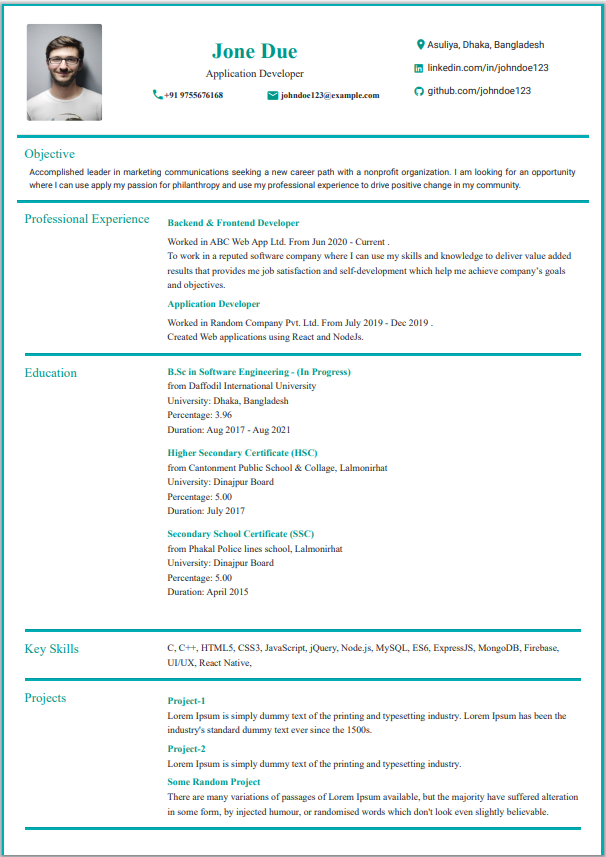 Jone Due
Application Developer
+91 9755676168
johndoe123@example.com
Asuliya, Dhaka, Bangladesh
linkedin.com/in/johndoe123
github.com/johndoe123
Objective
Accomplished leader in marketing communications seeking a new career path with a nonprofit organization. I am looking for an opportunity
where I can use apply my passion for philanthropy and use my professional experience to drive positive change in my community.
Professional Experience
Backend & Frontend Developer
Worked in ABC Web App Ltd. From Jun 2020 - Current .
To work in a reputed software company where I can use my skills and knowledge to deliver value added
results that provides me job satisfaction and self-development which help me achieve company's goals
and objectives.
Application Developer
Worked in Random Company Pvt. Ltd. From July 2019 - Dec 2019 .
Created Web applications using React and NodeJs.
Education
B.Sc in Software Engineering - (In Progress)
from Daffodil International University
University: Dhaka, Bangladesh
Percentage: 3.96
Duration: Aug 2017 - Aug 2021
Higher Secondary Certificate (HSC)
from Cantonment Public School & Collage, Lalmonirhat
University: Dinajpur Board
Percentage: 5.00
Duration: July 2017
Secondary School Certificate (SSC)
from Phakal Police lines school, Lalmonirhat
University: Dinajpur Board
Percentage: 5.00
Duration: April 2015
Key Skills
C, C++, HTML5, CSS3, JavaScript, jQuery, Node.js, MySQL, ES6, ExpressJS, MongoDB, Firebase,
UI/UX, React Native,
Projects
Project-1
Lorem Ipsum is simply dummy text of the printing and typesetting industry. Lorem Ipsum has been the
industry's standard dummy text ever since the 1500s.
Project-2
Lorem Ipsum is simply dummy text of the printing and typesetting industry.
Some Random Project
There are many variations of passages of Lorem Ipsum available, but the majority have suffered alteration
in some form, by injected humour, or randomised words which don't look even slightly believable.